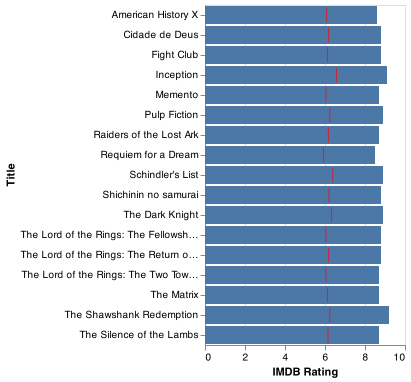 American History X
Cidade de Deus
Fight Club
Inception
Memento
Pulp Fiction
Raiders of the Lost Ark
Requiem for a Dream
Schindler's List
Shichinin no samurai
The Dark Knight
The Lord of the Rings: The Fellowsh...
The Lord of the Rings: The Return o...
The Lord of the Rings: The Two Tow...
The Matrix
The Shawshank Redemption
The Silence of the Lambs
Title
0 2 4 6 8 10
IMDB Rating